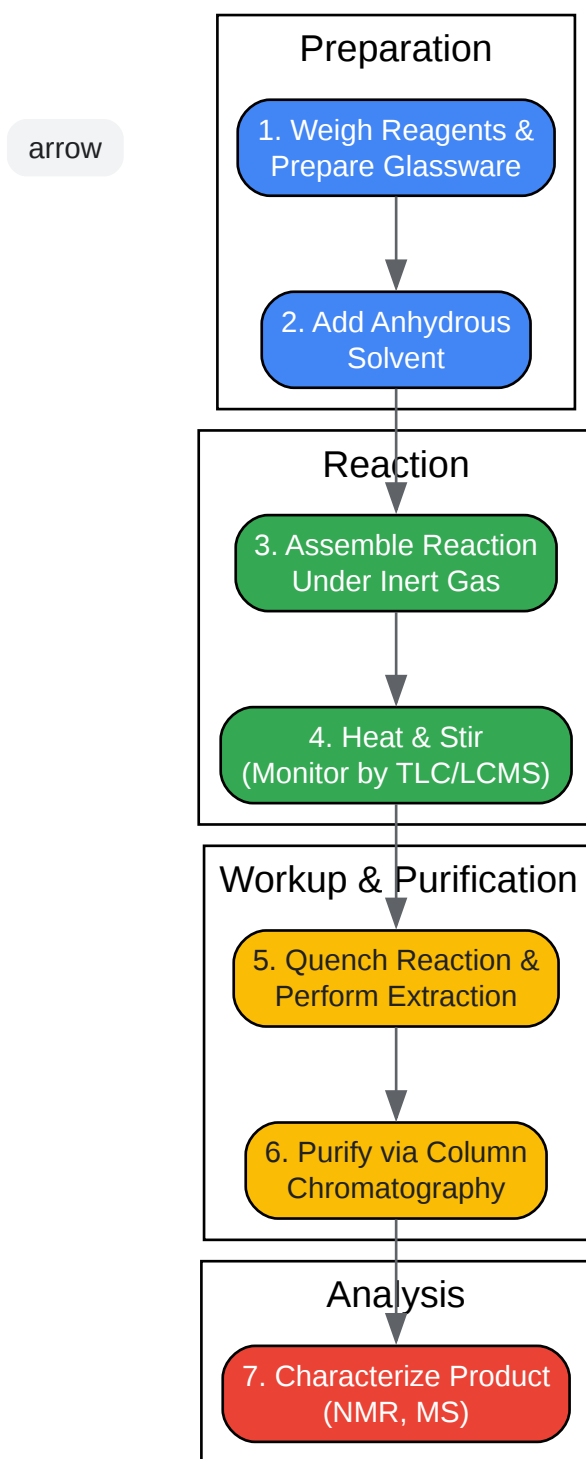 Preparation
arrow
1. Weigh Reagents &
Prepare Glassware
2. Add Anhydrous
Solvent
Reaction
3. Assemble Reaction
Under Inert Gas
4. Heat & Stir
(Monitor by TLC/LCMS)
Workup & Purification
5. Quench Reaction &
Perform Extraction
6. Purify via Column
Chromatography
Analysis
7. Characterize Product
(NMR, MS)